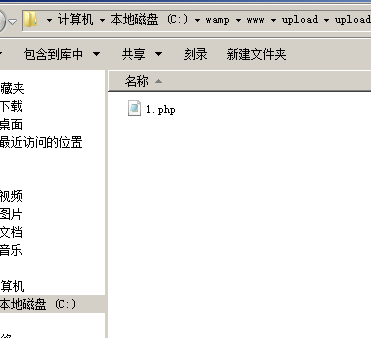 计算机 ▾ 本地磁盘 (C:) ▾ wamp ▾ www ▾ upload ▾ upload
包含到库中 ▾ 共享 ▾ 刻录 新建文件夹
名称
藏夹
下载
1.php
桌面
最近访问的位置
视频
图片
文档
音乐
算机
本地磁盘 (C:)